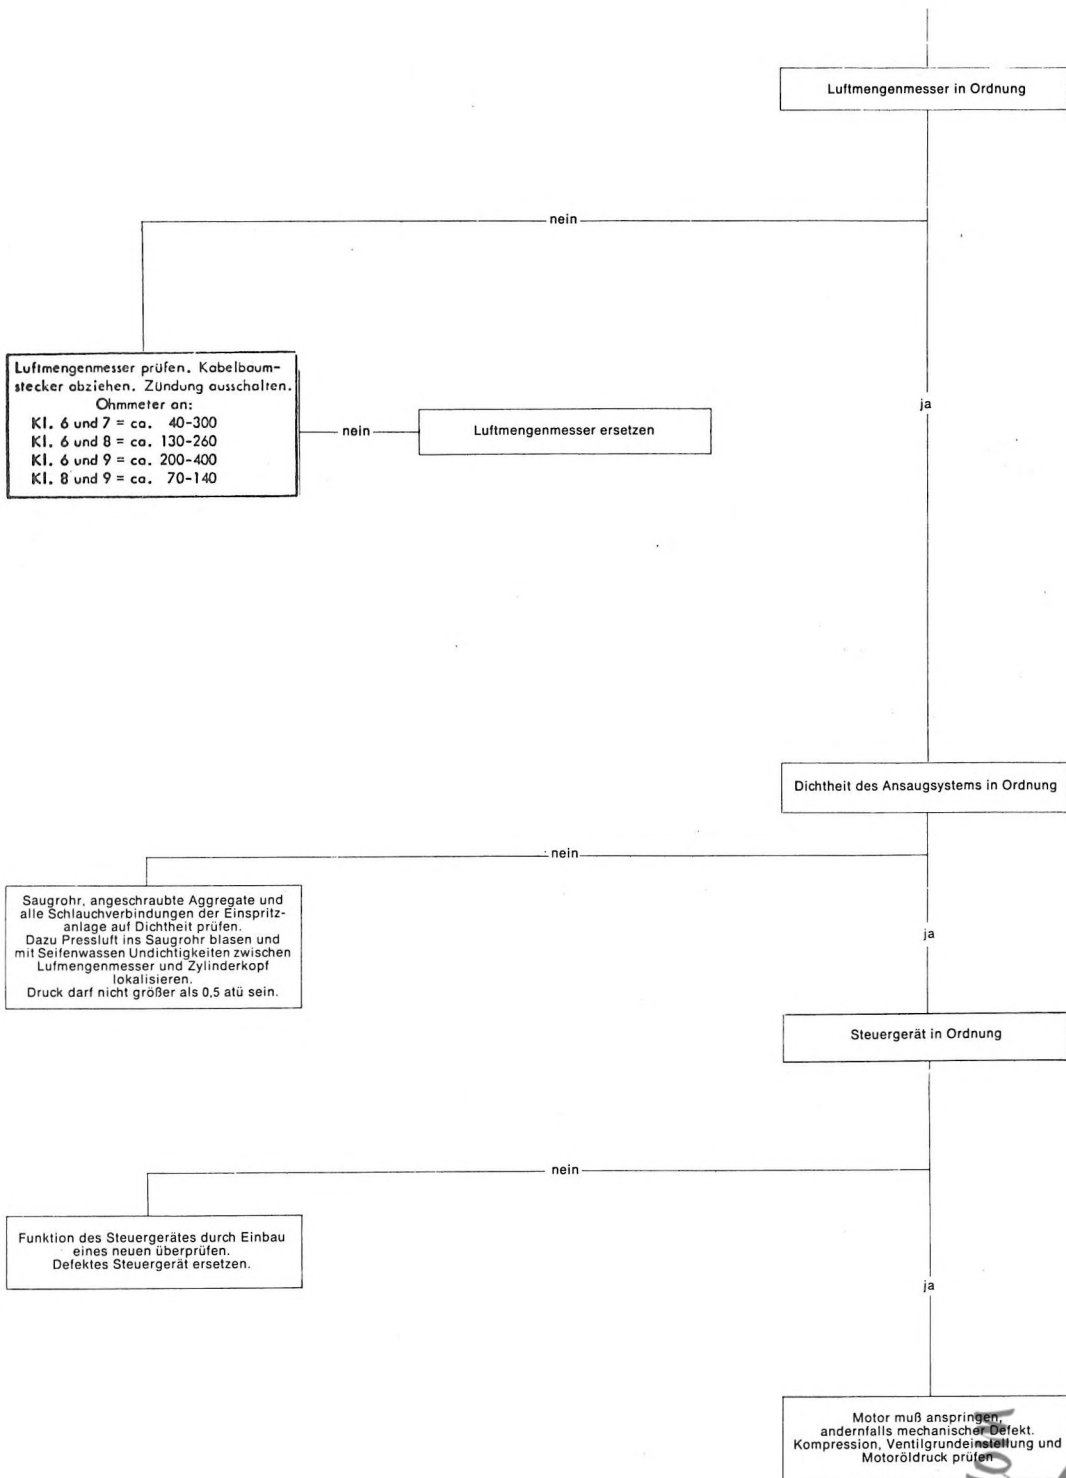 Luftmengenmesser in Ordnung
nein
Luftmengenmesser prüfen. Kabelbaum-
stecker abziehen. Zündung ausschalten.
Ohmmeter an:
Kl. 6 und 7 = ca. 40-300
Kl. 6 und 8 = ca. 130-260
Kl. 6 und 9 = ca. 200-400
Kl. 8 und 9 = ca. 70-140
nein
Luftmengenmesser ersetzen
ja
Dichtheit des Ansaugsystems in Ordnung
nein
Saugrohr, angeschraubte Aggregate und
alle Schlauchverbindungen der Einspritz-
anlage auf Dichtheit prüfen.
Dazu Pressluft ins Saugrohr blasen und
mit Seifenwassen Undichtigkeiten zwischen
Lufmengenmesser und Zylinderkopf
lokalisieren.
Druck darf nicht größer als 0,5 atü sein.
ja
Steuergerät in Ordnung
nein
Funktion des Steuergerätes durch Einbau
eines neuen überprüfen.
Defektes Steuergerät ersetzen.
ja
Motor muß anspringen,
andernfalls mechanischer Defekt.
Kompression, Ventilgrundeinstellung und
Motoröldruck prüfen